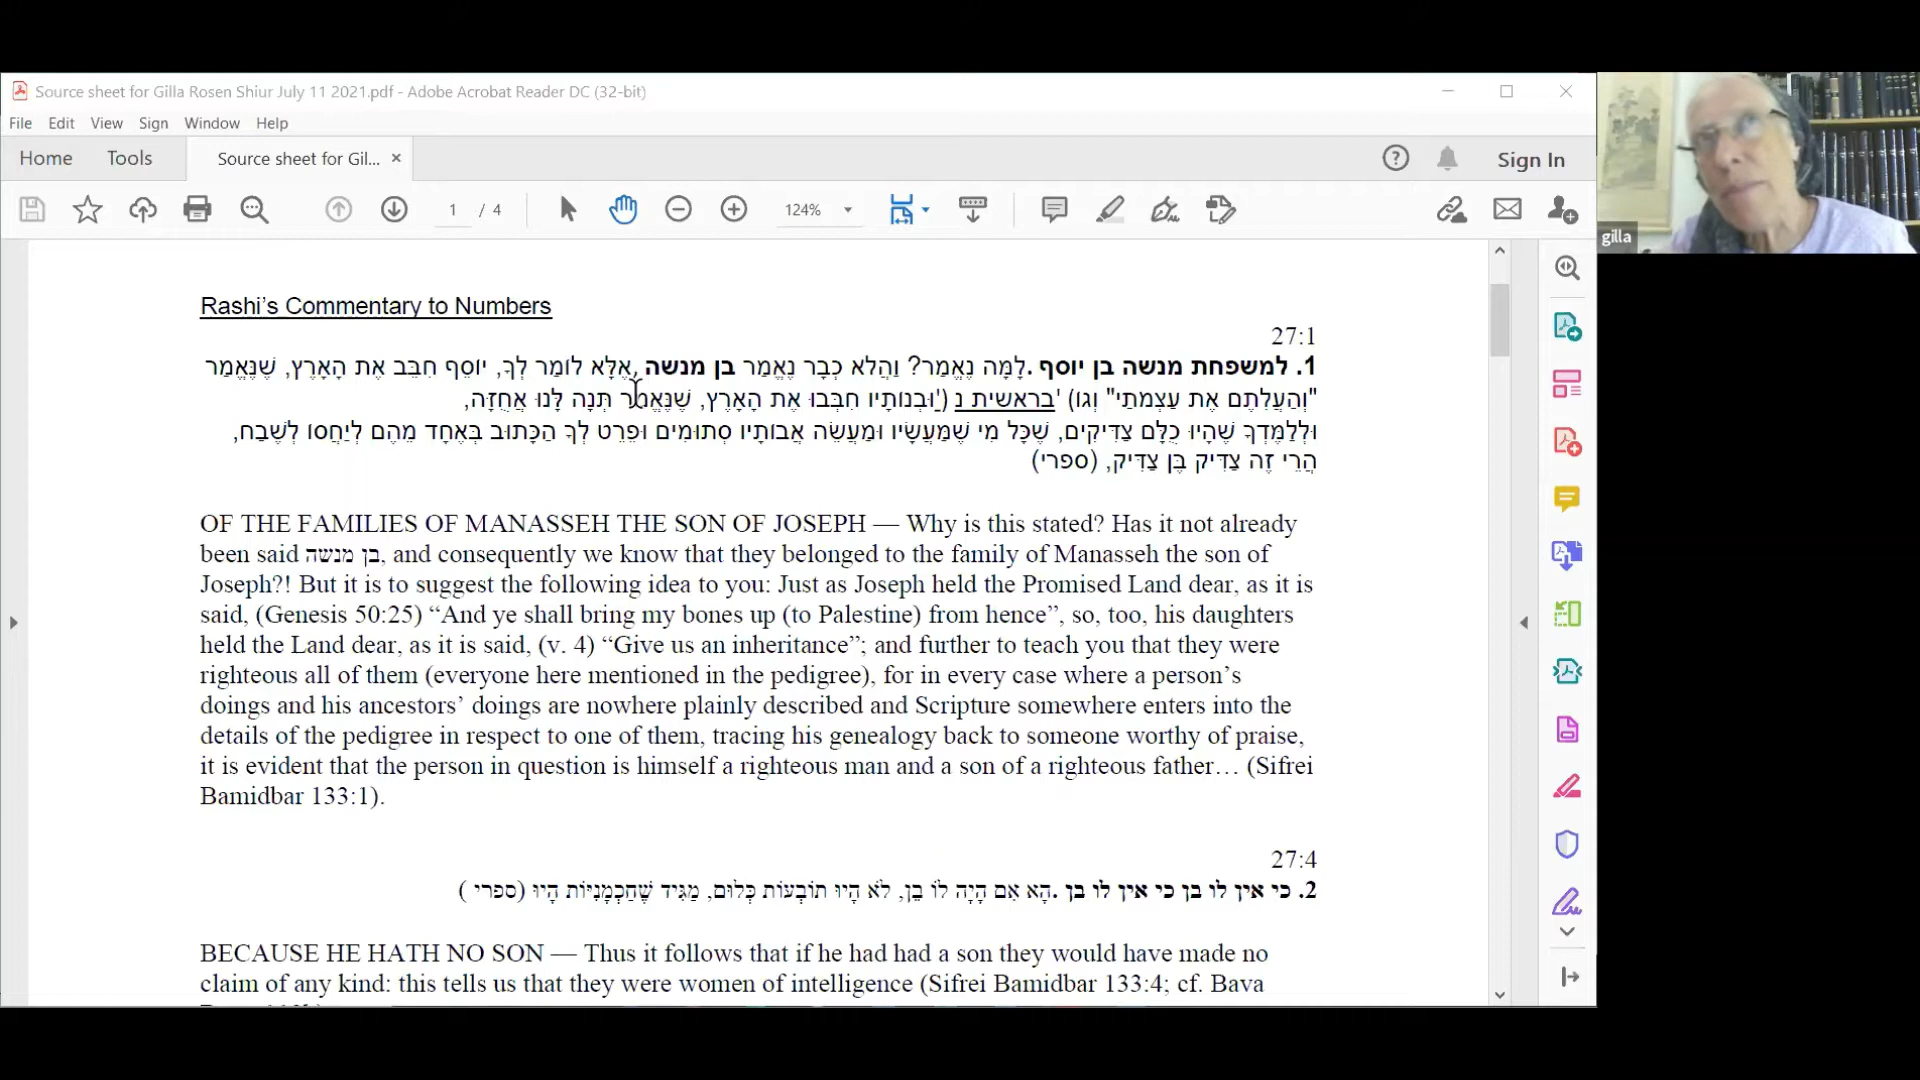 Source sheet for Gilla Rosen Shiur July 11 2021.pdf - Adobe Acrobat Reader DC (32-bit)
File Edit View Sign Window Help
Home Tools Source sheet for Gil... × Sign In
1 / 4 124%
gilla
Rashi’s Commentary to Numbers
27:1
1. למשפחת מנשה בן יוסף .לָמָּה נֶאֱמַר? וַהֲלֹא כְבָר נֶאֱמַר בן מנשה ,אֶלָּא לוֹמַר לְךָ, יוֹסֵף חִבֵּב אֶת הָאָרֶץ, שֶׁנֶּאֱמַר
"וְהַעֲלִתֶם אֶת עַצְמֹתַי" וְגוֹ) 'בראשית נ ('וּבְנוֹתָיו חִבְּבוּ אֶת הָאָרֶץ, שֶׁנֶּאֱמַר תְּנָה לָּנוּ אֲחֻזָּה,
וּלְלַמֶּדְךָ שֶׁהָיוּ כֻלָּם צַדִּיקִים, שֶׁכָּל מִי שֶׁמַּעֲשָׂיו וּמַעֲשֵׂה אֲבוֹתָיו סְתוּמִים וּפֵרֵט לְךָ הַכָּתוּב בְּאֶחָד מֵהֶם לְיַחֲסוֹ לְשֶׁבַח,
הֲרֵי זֶה צַדִּיק בֶּן צַדִּיק, (ספרי)
OF THE FAMILIES OF MANASSEH THE SON OF JOSEPH — Why is this stated? Has it not already
been said בן מנשה, and consequently we know that they belonged to the family of Manasseh the son of
Joseph?! But it is to suggest the following idea to you: Just as Joseph held the Promised Land dear, as it is
said, (Genesis 50:25) “And ye shall bring my bones up (to Palestine) from hence”, so, too, his daughters
held the Land dear, as it is said, (v. 4) “Give us an inheritance”; and further to teach you that they were
righteous all of them (everyone here mentioned in the pedigree), for in every case where a person’s
doings and his ancestors’ doings are nowhere plainly described and Scripture somewhere enters into the
details of the pedigree in respect to one of them, tracing his genealogy back to someone worthy of praise,
it is evident that the person in question is himself a righteous man and a son of a righteous father… (Sifrei
Bamidbar 133:1).
27:4
2. כי אין לו בן כי אין לו בן .הָא אִם הָיָה לוֹ בֵן, לֹא הָיוּ תוֹבְעוֹת כְּלוּם, מַגִּיד שֶׁחַכְמָנִיּוֹת הָיוּ (ספרי )
BECAUSE HE HATH NO SON — Thus it follows that if he had had a son they would have made no
claim of any kind: this tells us that they were women of intelligence (Sifrei Bamidbar 133:4; cf. Bava